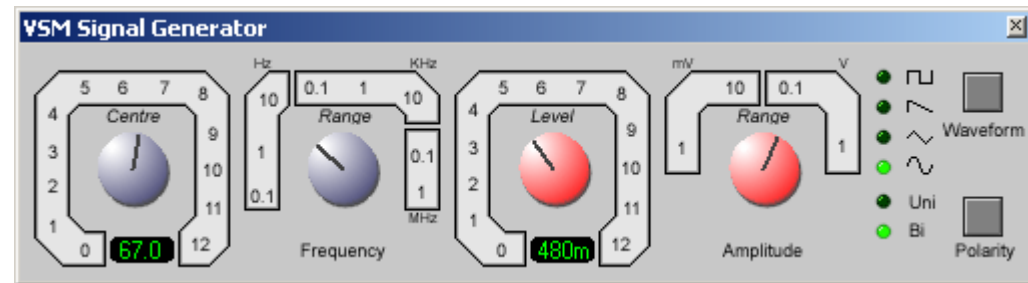 VSM Signal Generator
Hz KHz mV V
5 6 7 8 10 0.1 1 10 5 6 7 8 10 0.1
4 Centre Range 4 Level Range
3 9 3 9 Waveform
2 10 1 0.1 2 10 1 1
1 11 0.1 1 1 11 Uni
MHz
0 67.0 12 Frequency 0 480m 12 Amplitude Bi Polarity